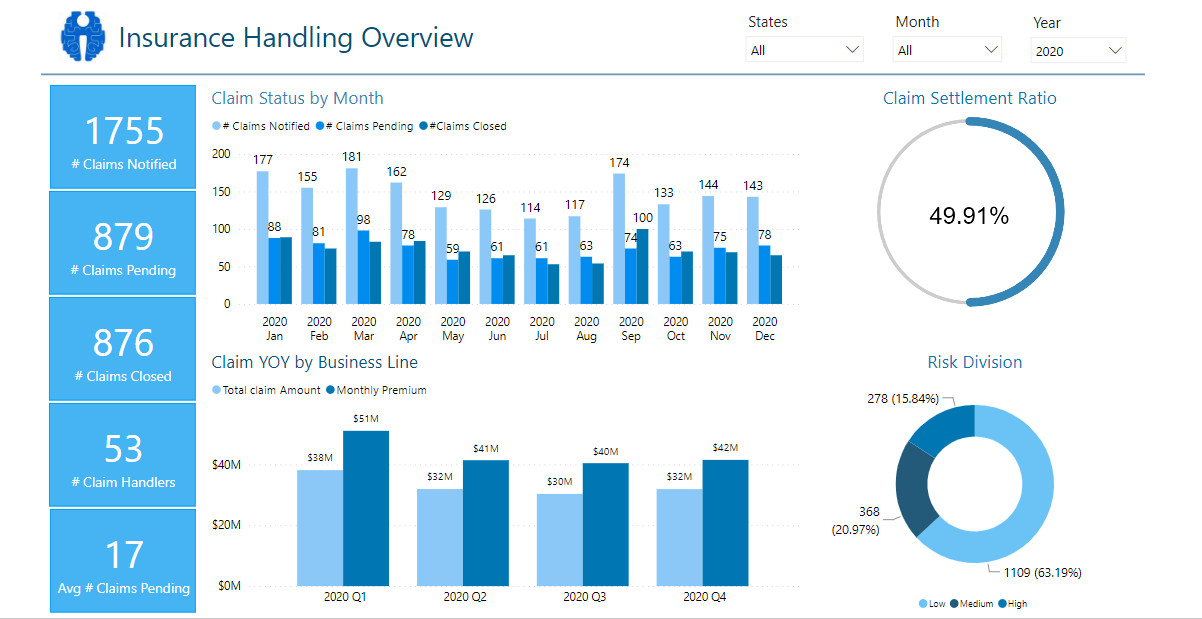 Insurance Handling Overview
States
All
Month
All
Year
2020
1755
# Claims Notified
879
# Claims Pending
876
# Claims Closed
53
# Claim Handlers
17
Avg # Claims Pending
Claim Status by Month
# Claims Notified # Claims Pending #Claims Closed
200
150
100
50
0
177 155 181 162 129 126 114 117 174 133 144 143
88 81 98 78 59 61 61 63 74 100 63 75 78
2020 2020 2020 2020 2020 2020 2020 2020 2020 2020 2020 2020
Jan Feb Mar Apr May Jun Jul Aug Sep Oct Nov Dec
Claim YOY by Business Line
Total claim Amount Monthly Premium
$40M
$20M
$0M
$38M $51M $32M $41M $30M $40M $32M $42M
2020 Q1 2020 Q2 2020 Q3 2020 Q4
Claim Settlement Ratio
49.91%
Risk Division
278 (15.84%)
368
(20.97%)
1109 (63.19%)
Low Medium High